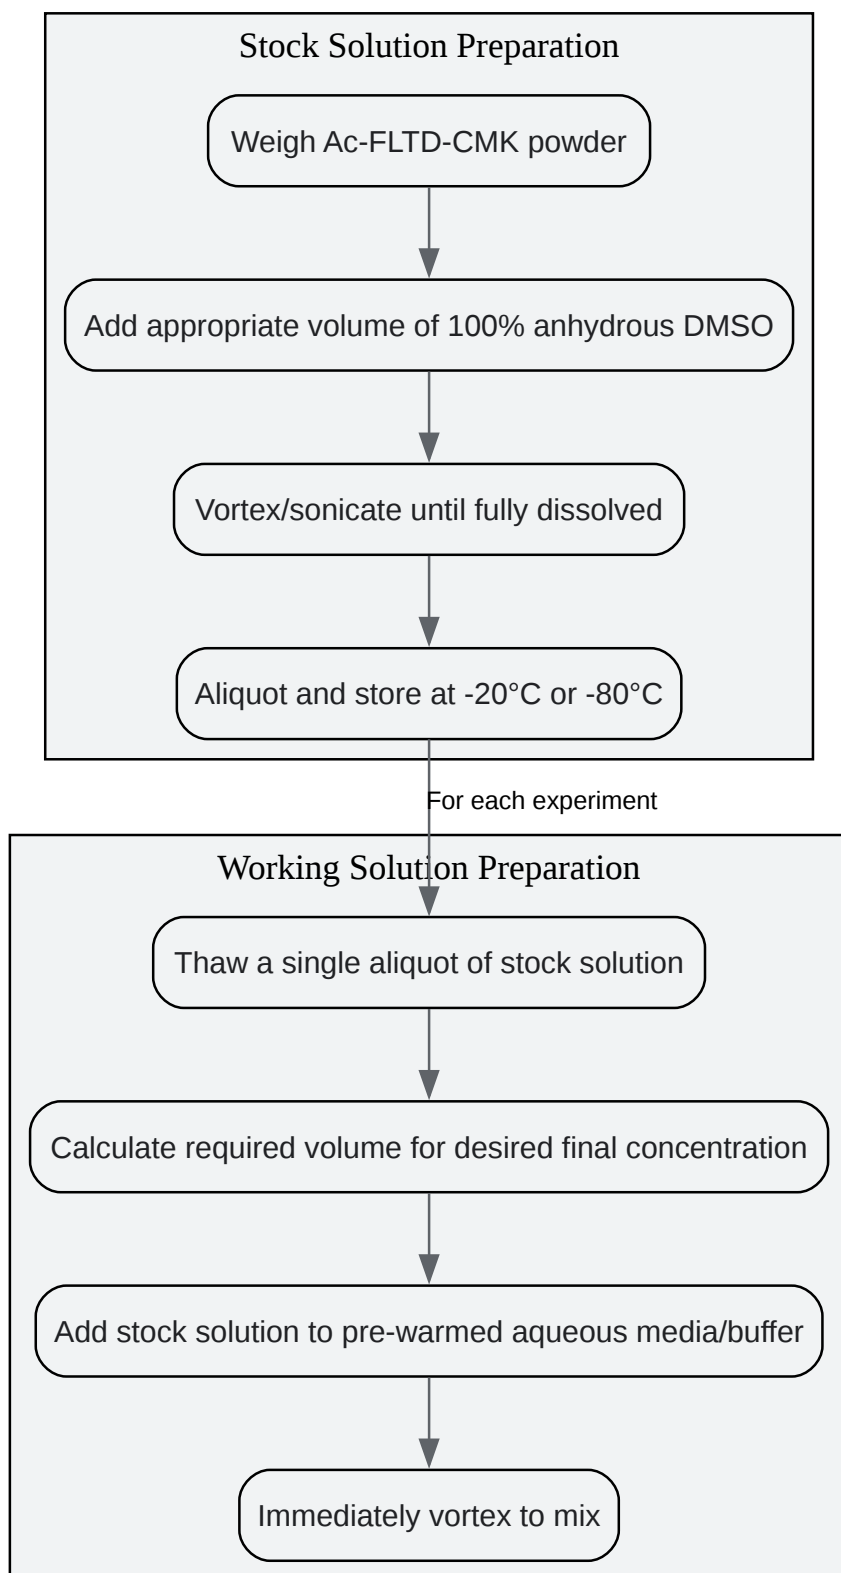 Stock Solution Preparation
Weigh Ac-FLTD-CMK powder
Add appropriate volume of 100% anhydrous DMSO
Vortex/sonicate until fully dissolved
Aliquot and store at -20°C or -80°C
For each experiment
Working Solution Preparation
Thaw a single aliquot of stock solution
Calculate required volume for desired final concentration
Add stock solution to pre-warmed aqueous media/buffer
Immediately vortex to mix